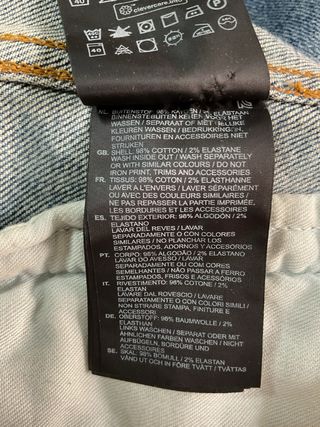 clevercare.info
40
40
NL: BUITENSTOF: 98% KATOEN / 2% ELASTAAN
BINNENSTEBUITEN KEREN VOOR HET
WASSEN / SEPARAAT OF MET GELIJKE
KLEUREN WASSEN / BEDRUKKINGEN,
FOURNITUREN EN ACCESSOIRES NIET
STRIJKEN
GB: SHELL: 98% COTTON / 2% ELASTANE
WASH INSIDE OUT / WASH SEPARATELY
OR WITH SIMILAR COLOURS / DO NOT
IRON PRINT, TRIMS AND ACCESSORIES
FR: TISSUS: 98% COTON / 2% ELASTHANNE
LAVER A L'ENVERS / LAVER SÉPARÉMENT
OU AVEC DES COULEURS SIMILAIRES /
NE PAS REPASSER LA PARTIE IMPRIMÉE,
LES BORDURES ET LES ACCESSOIRES
ES: TEJIDO EXTERIOR: 98% ALGODÓN / 2%
ELASTANO
LAVAR DEL REVES / LAVAR
SEPARADAMENTE O CON COLORES
SIMILARES / NO PLANCHAR LOS
ESTAMPADOS, ADORNOS Y ACCESORIOS
PT: CORPO: 98% ALGODÃO / 2% ELASTANO
LAVAR DO AVESSO / LAVAR
SEPARADAMENTE OU COM CORES
SEMELHANTES / NÃO PASSAR A FERRO
ESTAMPADOS, FRISOS E ACESSÓRIOS
IT: RIVESTIMENTO: 98% COTONE / 2%
ELASTAN
LAVARE DAL ROVESCIO / LAVARE
SEPARATAMENTE O CON COLORI SIMILI /
NON STIRARE STAMPA, FINITURE E
ACCESSORI
DE: OBERSTOFF: 98% BAUMWOLLE / 2%
ELASTHAN
LINKS WASCHEN / SEPARAT ODER MIT
ÄHNLICHEN FARBEN WASCHEN / NICHT
AUFBÜGELN, BORDÜRE UND
ACCESSOIRES
SE: SKAL: 98% BOMULL / 2% ELASTAN
VÄND UT OCH IN FÖRE TVÄTT / TVÄTTAS